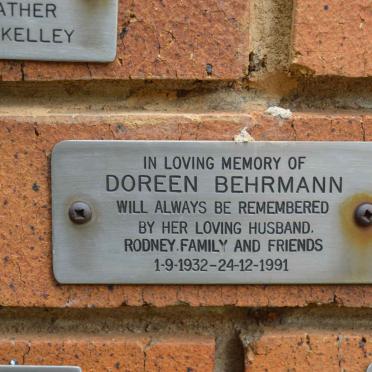 ATHER
KELLEY
IN LOVING MEMORY OF
DOREEN BEHRMANN
WILL ALWAYS BE REMEMBERED
BY HER LOVING HUSBAND,
RODNEY, FAMILY AND FRIENDS
1-9-1932-24-12-1991